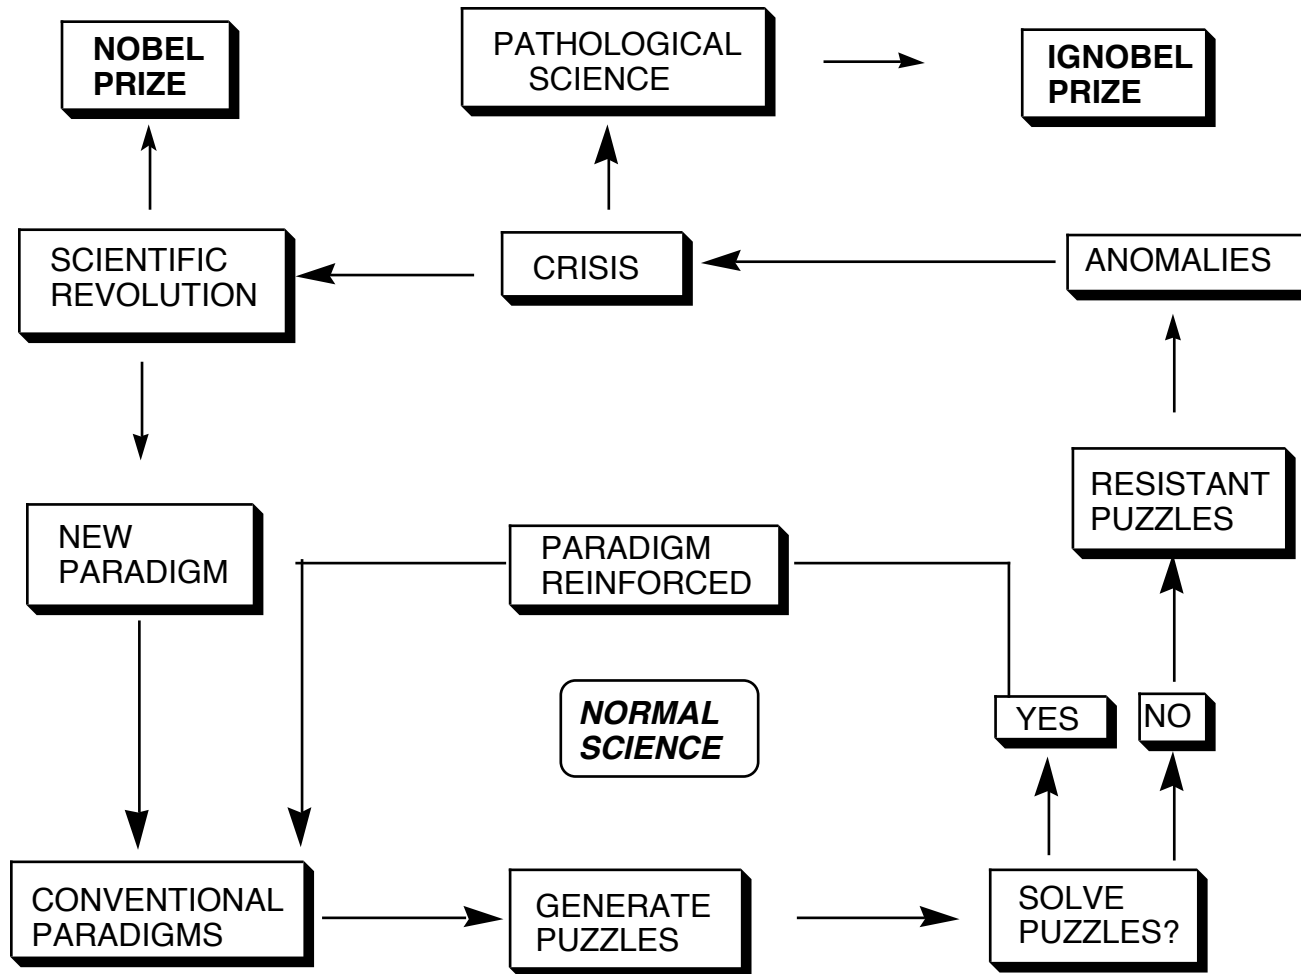 NOBEL
PRIZE
PATHOLOGICAL
SCIENCE
IGNOBEL
PRIZE
SCIENTIFIC
REVOLUTION
CRISIS
ANOMALIES
RESISTANT
PUZZLES
NEW
PARADIGM
PARADIGM
REINFORCED
NORMAL
SCIENCE
YES
NO
CONVENTIONAL
PARADIGMS
GENERATE
PUZZLES
SOLVE
PUZZLES?